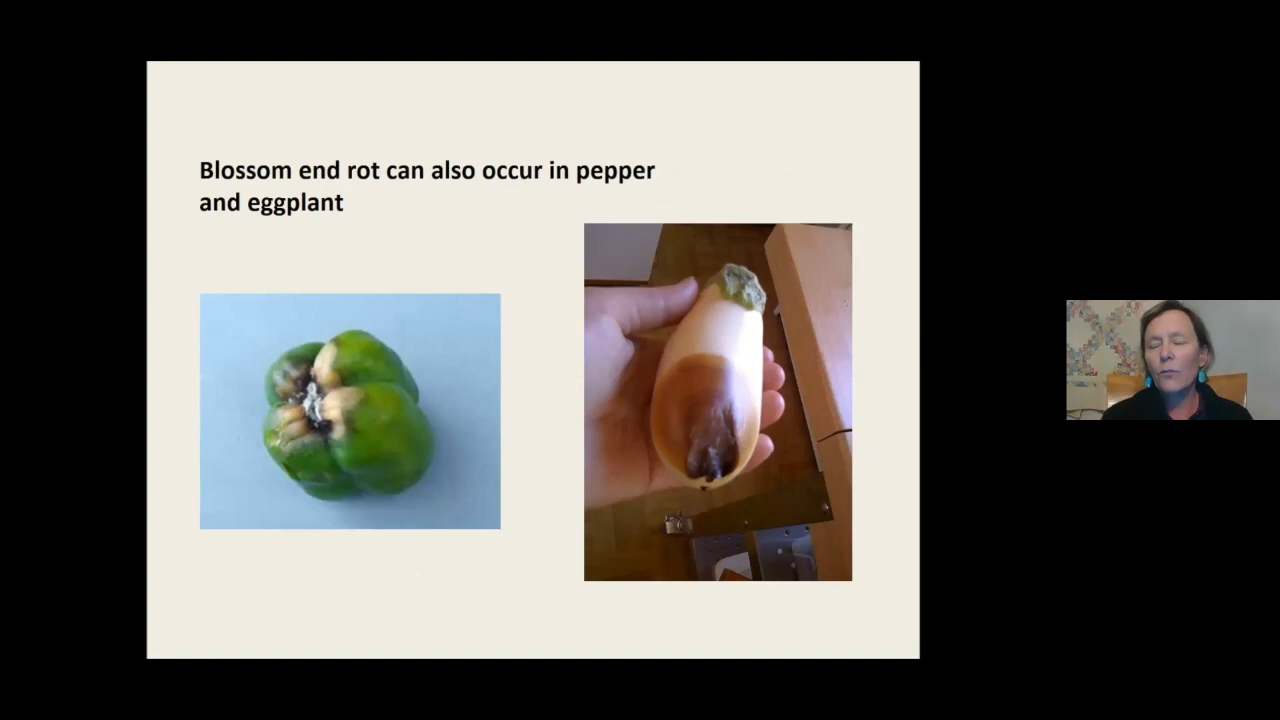 Blossom end rot can also occur in pepper
and eggplant